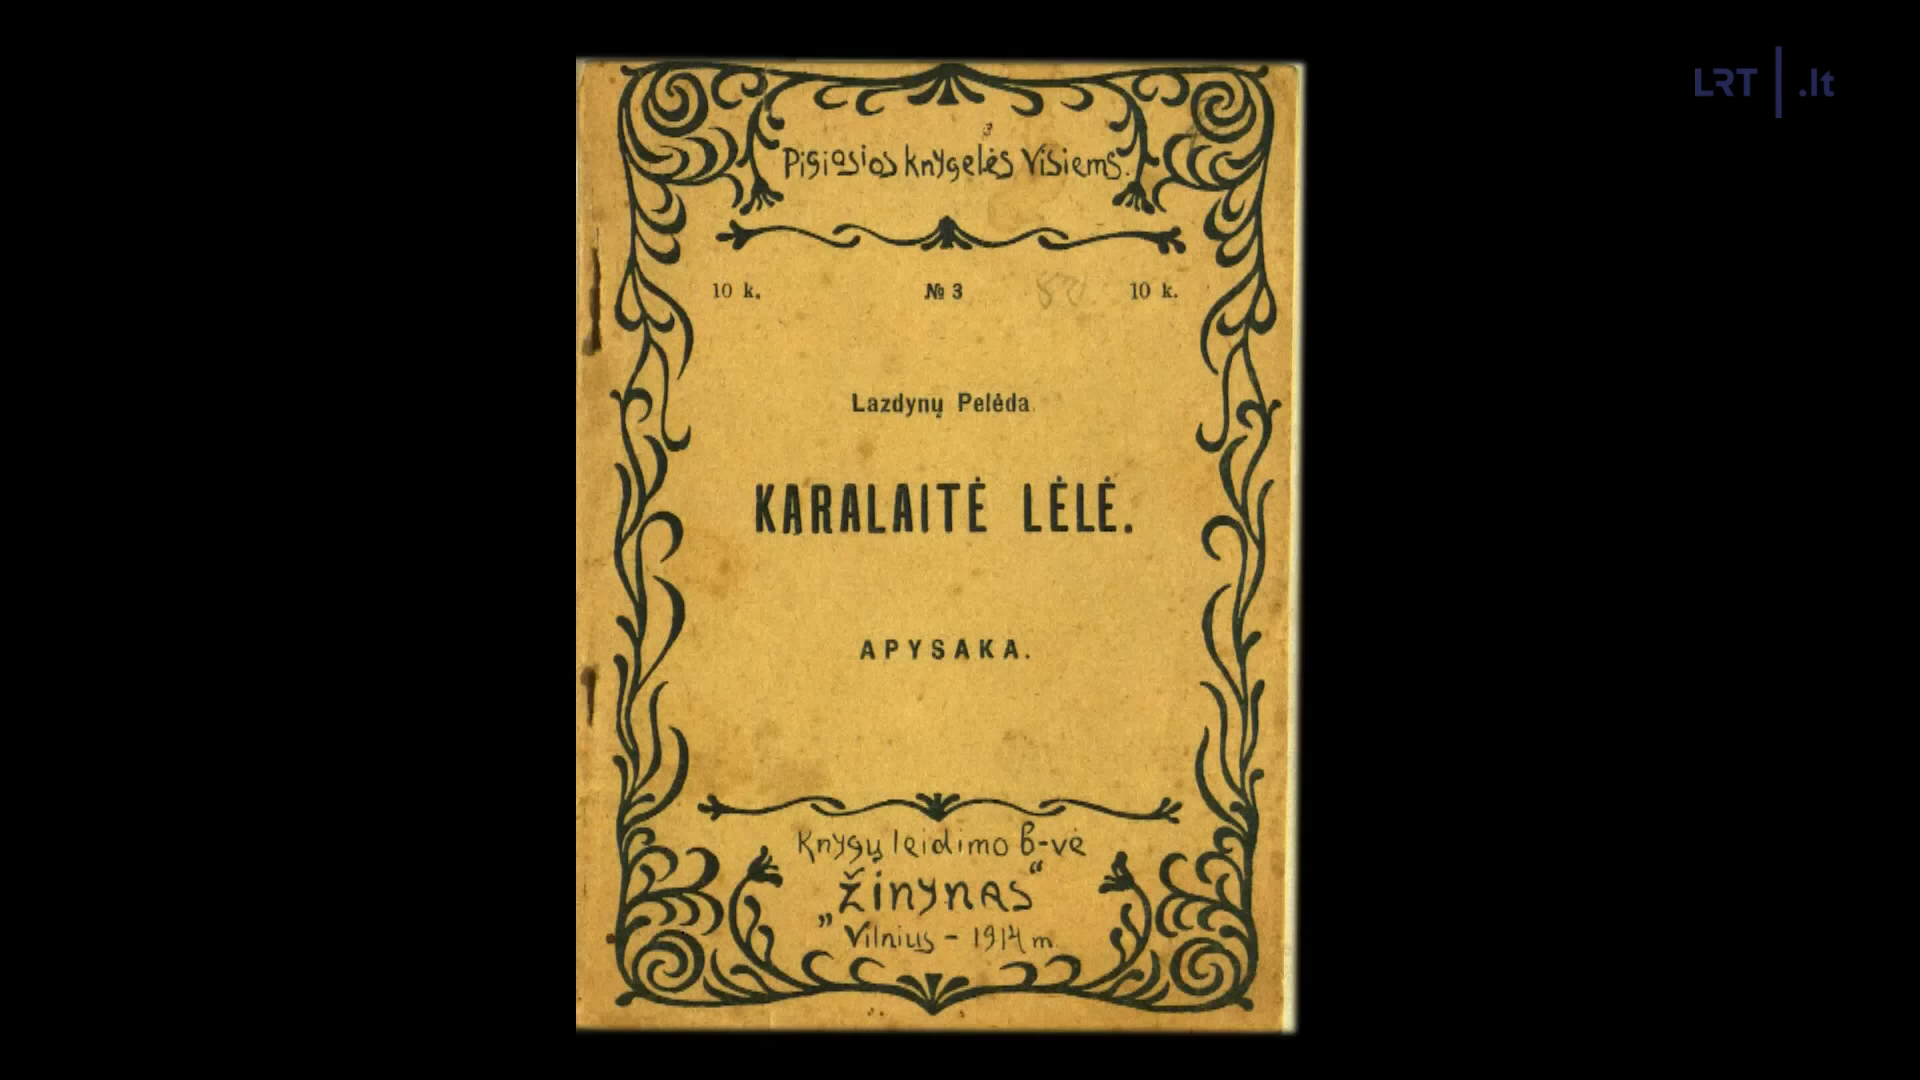 LRT | .lt
Pigiosios knygelės Visiems.
10 k. № 3 10 k.
Lazdynų Pelėda.
KARALAITĖ LĖLĖ.
APYSAKA.
Knygų leidimo B-vė
„Žinynas“
Vilnius - 1914 m.